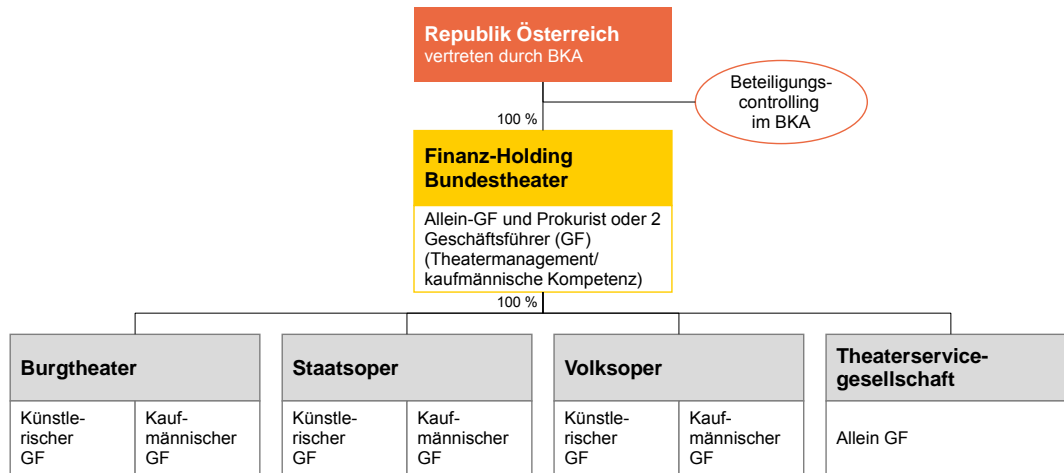 Republik Österreich
vertreten durch BKA
Beteiligungs-
controlling
im BKA
100 %
Finanz-Holding
Bundestheater
Allein-GF und Prokurist oder 2
Geschäftsführer (GF)
(Theatermanagement/
kaufmännische Kompetenz)
100 %
Burgtheater
Künstle-
rischer
GF
Kauf-
männischer
GF
Staatsoper
Künstle-
rischer
GF
Kauf-
männischer
GF
Volksoper
Künstle-
rischer
GF
Kauf-
männischer
GF
Theaterservice-
gesellschaft
Allein GF